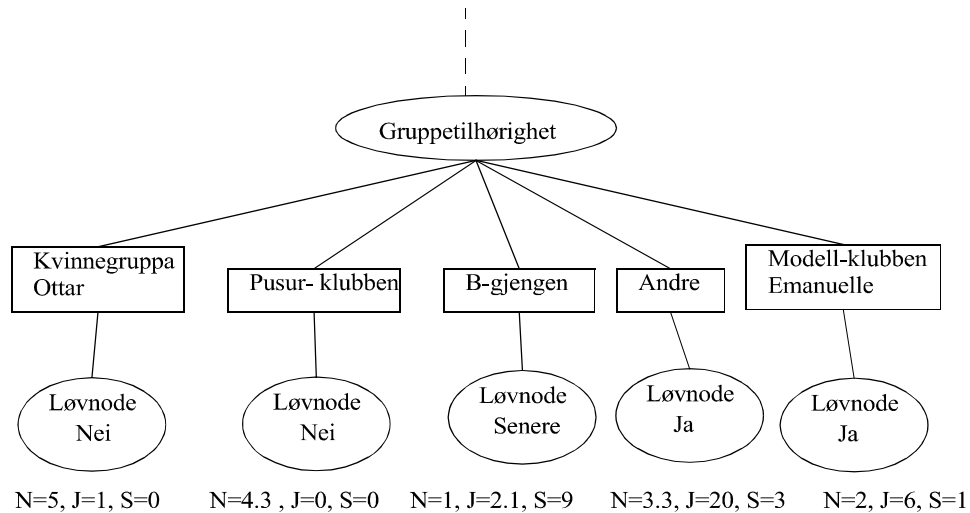 Gruppetilhørighet
Kvinnegruppa
Ottar
Pusur- klubben
B-gjengen
Andre
Modell-klubben
Emanuelle
Løvnode
Nei
Løvnode
Nei
Løvnode
Senere
Løvnode
Ja
Løvnode
Ja
N=5, J=1, S=0
N=4.3 , J=0, S=0
N=1, J=2.1, S=9
N=3.3, J=20, S=3
N=2, J=6, S=1